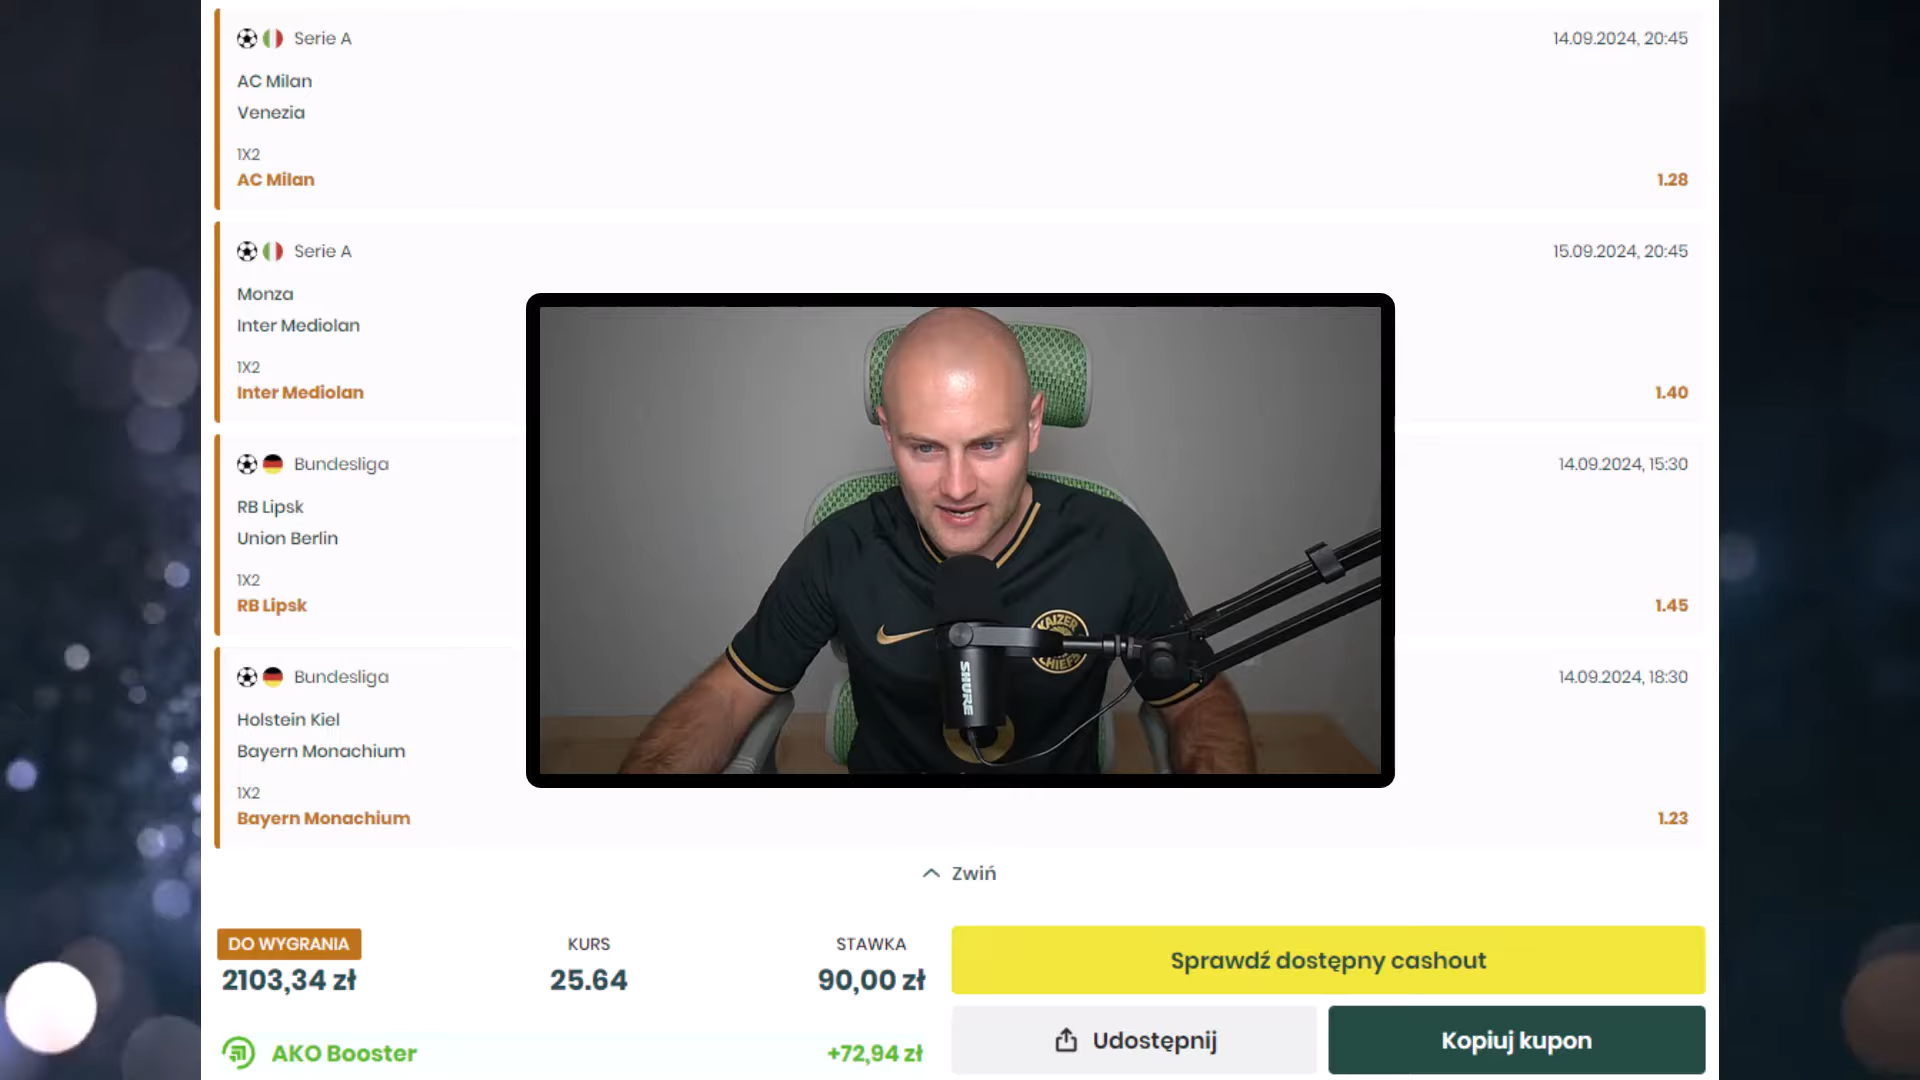 Serie A
14.09.2024, 20:45
AC Milan
Venezia
1X2
AC Milan
1.28
Serie A
15.09.2024, 20:45
Monza
Inter Mediolan
1X2
Inter Mediolan
1.40
Bundesliga
14.09.2024, 15:30
RB Lipsk
Union Berlin
1X2
RB Lipsk
1.45
Bundesliga
14.09.2024, 18:30
Holstein Kiel
Bayern Monachium
1X2
Bayern Monachium
1.23
KAIZER
CHIEFS
SHURE
Zwiń
DO WYGRANIA
2103,34 zł
KURS
25.64
STAWKA
90,00 zł
AKO Booster
+72,94 zł
Sprawdź dostępny cashout
Udostępnij
Kopiuj kupon